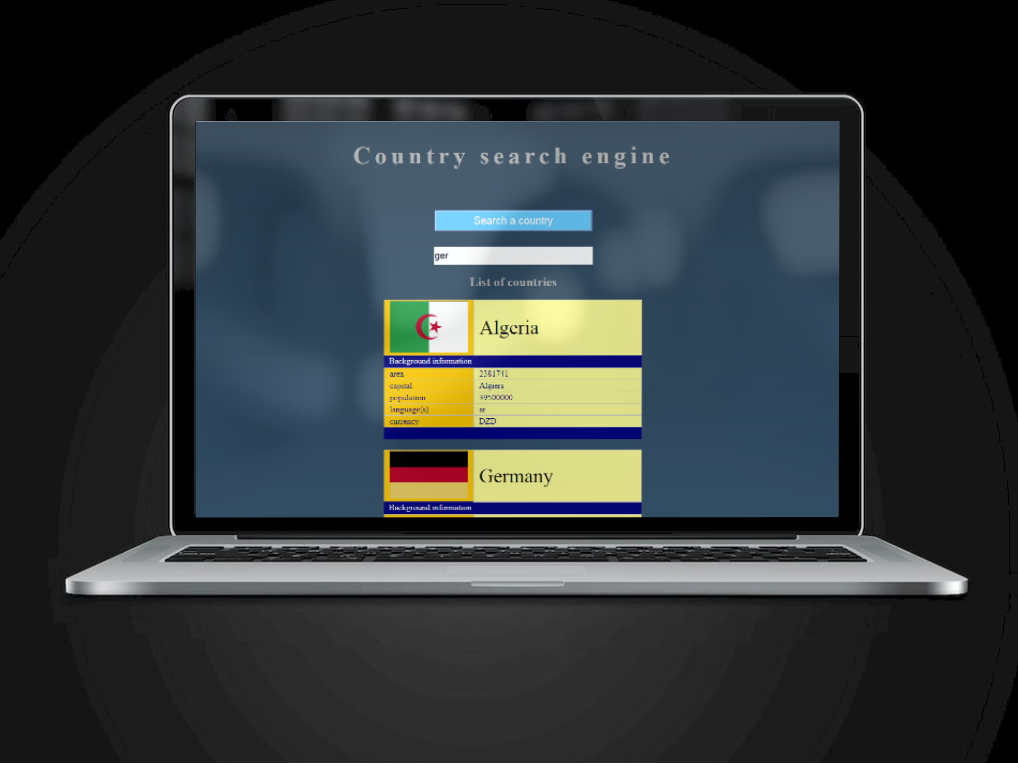 Country search engine
Search a country
ger
List of countries
Algeria
Background information
area 2381741
capital Algiers
population 39500000
language(s) ar
currency DZD
Germany
Background information